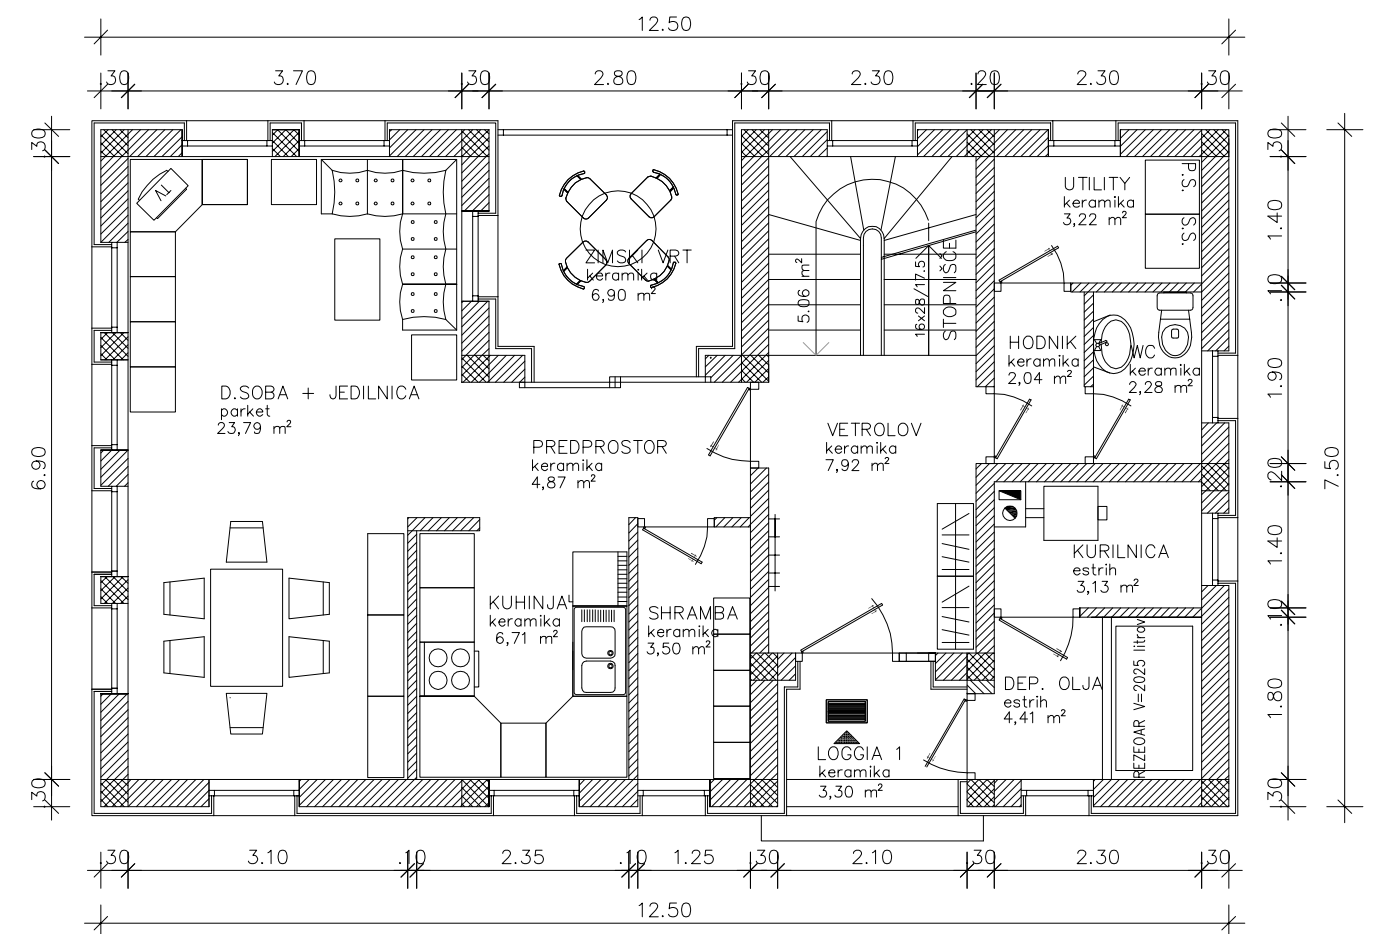 12.50
.30
3.70
.30
2.80
.30
2.30
.20
2.30
.30
TV
UTILITY
keramika
3,22 m²
P.S.
S.S.
ZIMSKI VRT
keramika
6,90 m²
5.06 m²
16x28/17.5
STOPNIŠČE
HODNIK
keramika
2,04 m²
WC
keramika
2,28 m²
D.SOBA + JEDILNICA
parket
23,79 m²
PREDPROSTOR
keramika
4,87 m²
VETROLOV
keramika
7,92 m²
KURILNICA
estrih
3,13 m²
KUHINJA
keramika
6,71 m²
SHRAMBA
keramika
3,50 m²
DEP. OLJA
estrih
4,41 m²
REZEOAR V=2025 litrov
LOGGIA 1
keramika
3,30 m²
.30
6.90
.30
.30
1.40
.10
1.90
.20
1.40
.10
1.80
.30
7.50
.30
3.10
.10
2.35
.10
1.25
.30
2.10
.30
2.30
.30
12.50